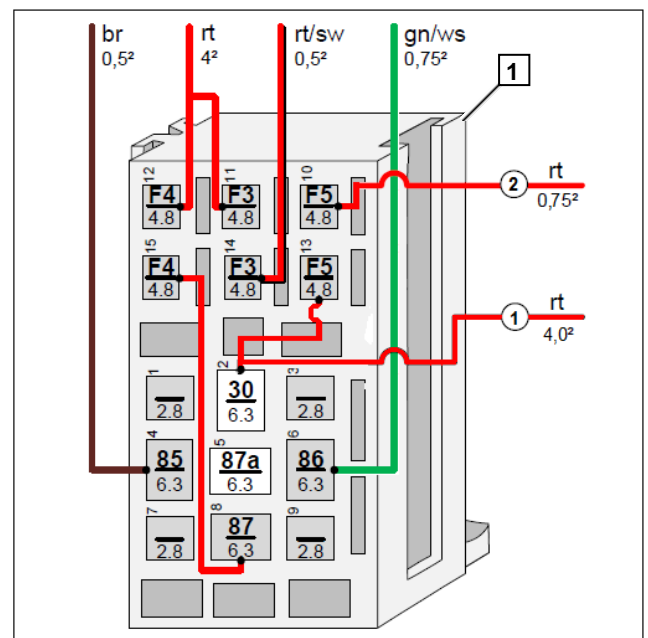 br rt rt/sw gn/ws
0,5² 4² 0,5² 0,75²
1
12 11 10
F4 F3 F5
4.8 4.8 4.8
2 rt
0,75²
15 14 13
F4 F3 F5
4.8 4.8 4.8
1 rt
4,0²
1 2 3
30
2.8 6.3 2.8
4 5 6
85 87a 86
6.3 6.3 6.3
7 8 9
87
2.8 6.3 2.8